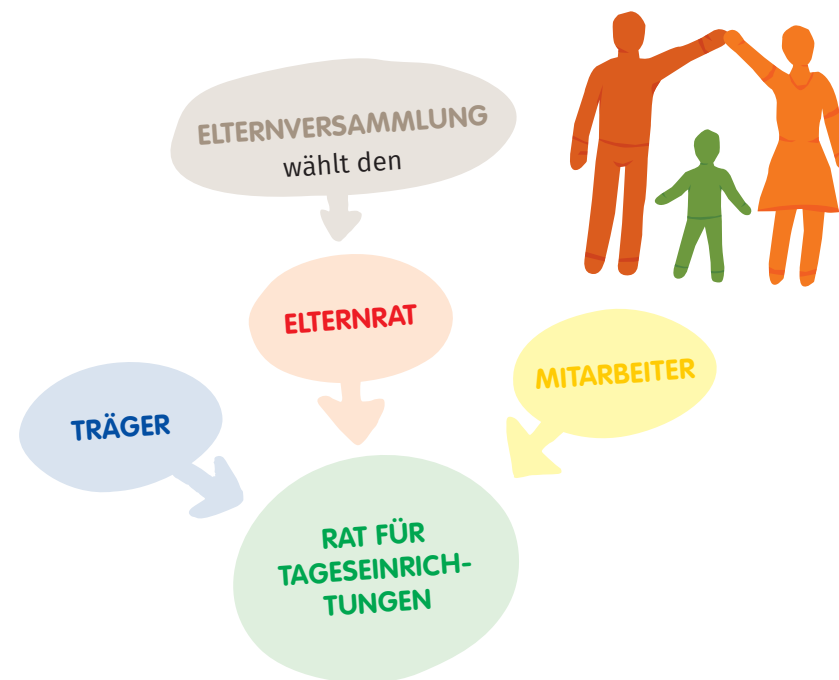 ELTERNVERSAMMLUNG
wählt den
ELTERNRAT
MITARBEITER
TRÄGER
RAT FÜR
TAGESEINRICH-
TUNGEN